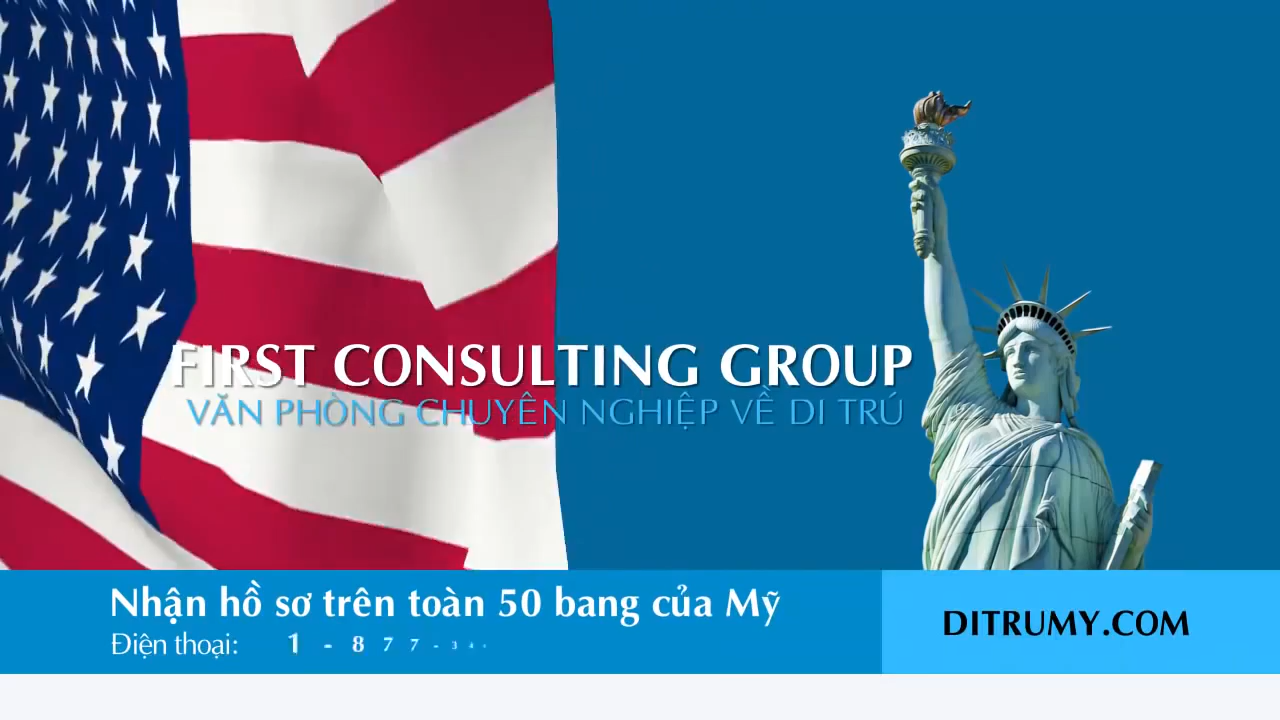 FIRST CONSULTING GROUP
VĂN PHÒNG CHUYÊN NGHIỆP VỀ DI TRÚ
Nhận hồ sơ trên toàn 50 bang của Mỹ
Điện thoại: 1-877-
DITRUMY.COM